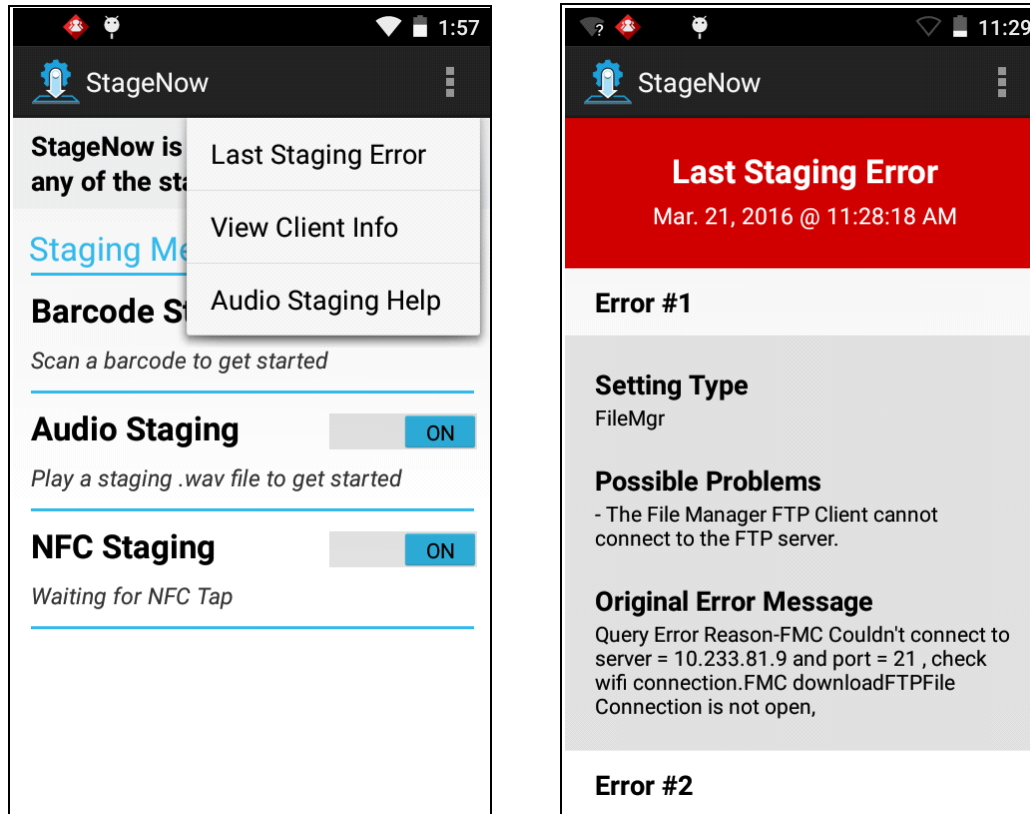 1:57
StageNow
StageNow is
any of the sta
Last Staging Error
View Client Info
Audio Staging Help
Staging Me
Barcode St
Scan a barcode to get started
Audio Staging
ON
Play a staging .wav file to get started
NFC Staging
ON
Waiting for NFC Tap
?
11:29
StageNow
Last Staging Error
Mar. 21, 2016 @ 11:28:18 AM
Error #1
Setting Type
FileMgr
Possible Problems
- The File Manager FTP Client cannot
connect to the FTP server.
Original Error Message
Query Error Reason-FMC Couldn't connect to
server = 10.233.81.9 and port = 21 , check
wifi connection.FMC downloadFTPFile
Connection is not open,
Error #2